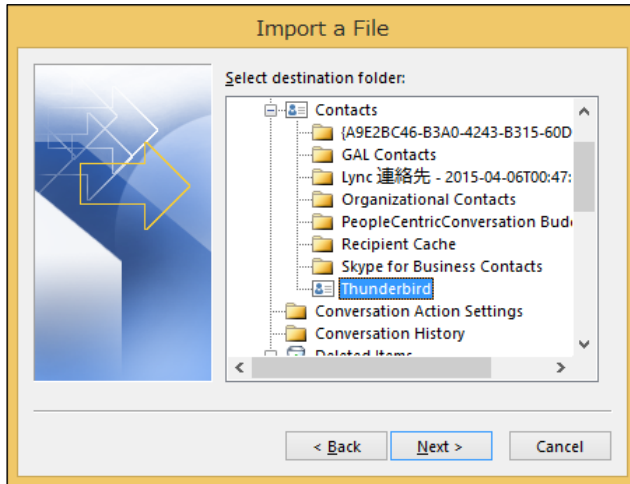 Import a File
Select destination folder:
Contacts
{A9E2BC46-B3A0-4243-B315-60D
GAL Contacts
Lync 連絡先 - 2015-04-06T00:47:
Organizational Contacts
PeopleCentricConversation Bud
Recipient Cache
Skype for Business Contacts
Thunderbird
Conversation Action Settings
Conversation History
Deleted Items
< Back
Next >
Cancel